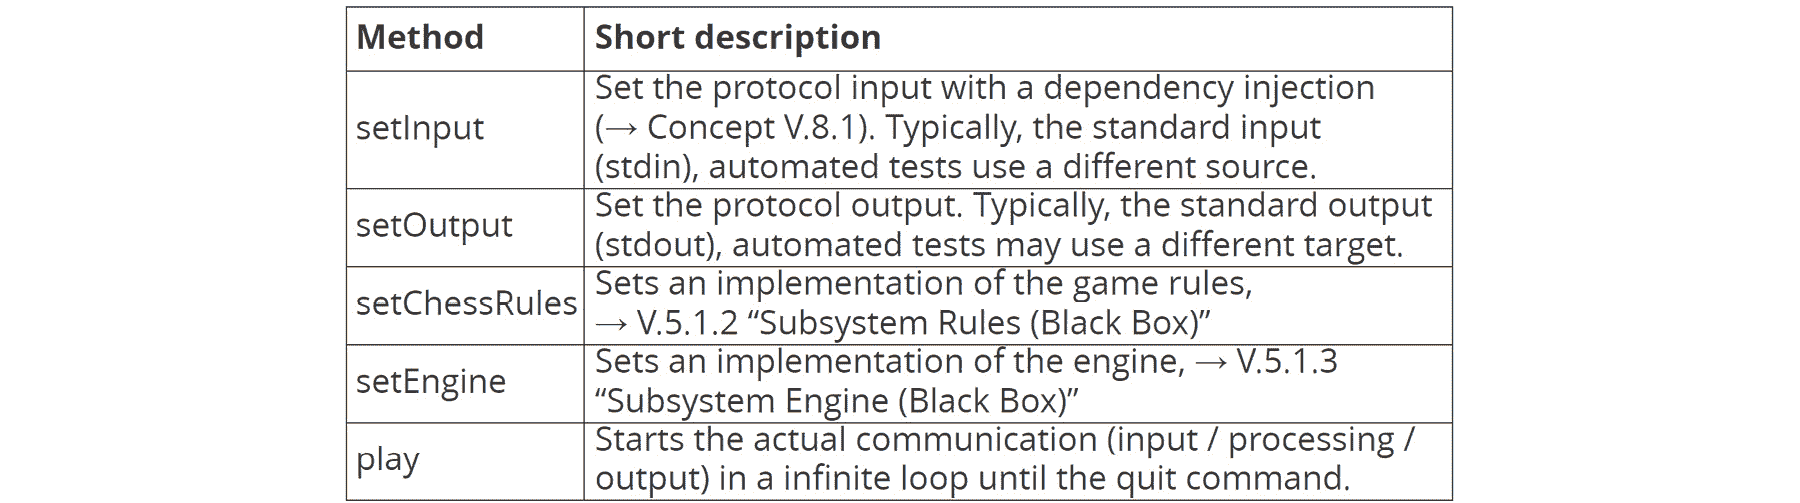 Method
Short description
setInput
Set the protocol input with a dependency injection
(→ Concept V.8.1). Typically, the standard input
(stdin), automated tests use a different source.
setOutput
Set the protocol output. Typically, the standard output
(stdout), automated tests may use a different target.
setChessRules
Sets an implementation of the game rules,
→ V.5.1.2 “Subsystem Rules (Black Box)”
setEngine
Sets an implementation of the engine, → V.5.1.3
“Subsystem Engine (Black Box)”
play
Starts the actual communication (input / processing /
output) in a infinite loop until the quit command.